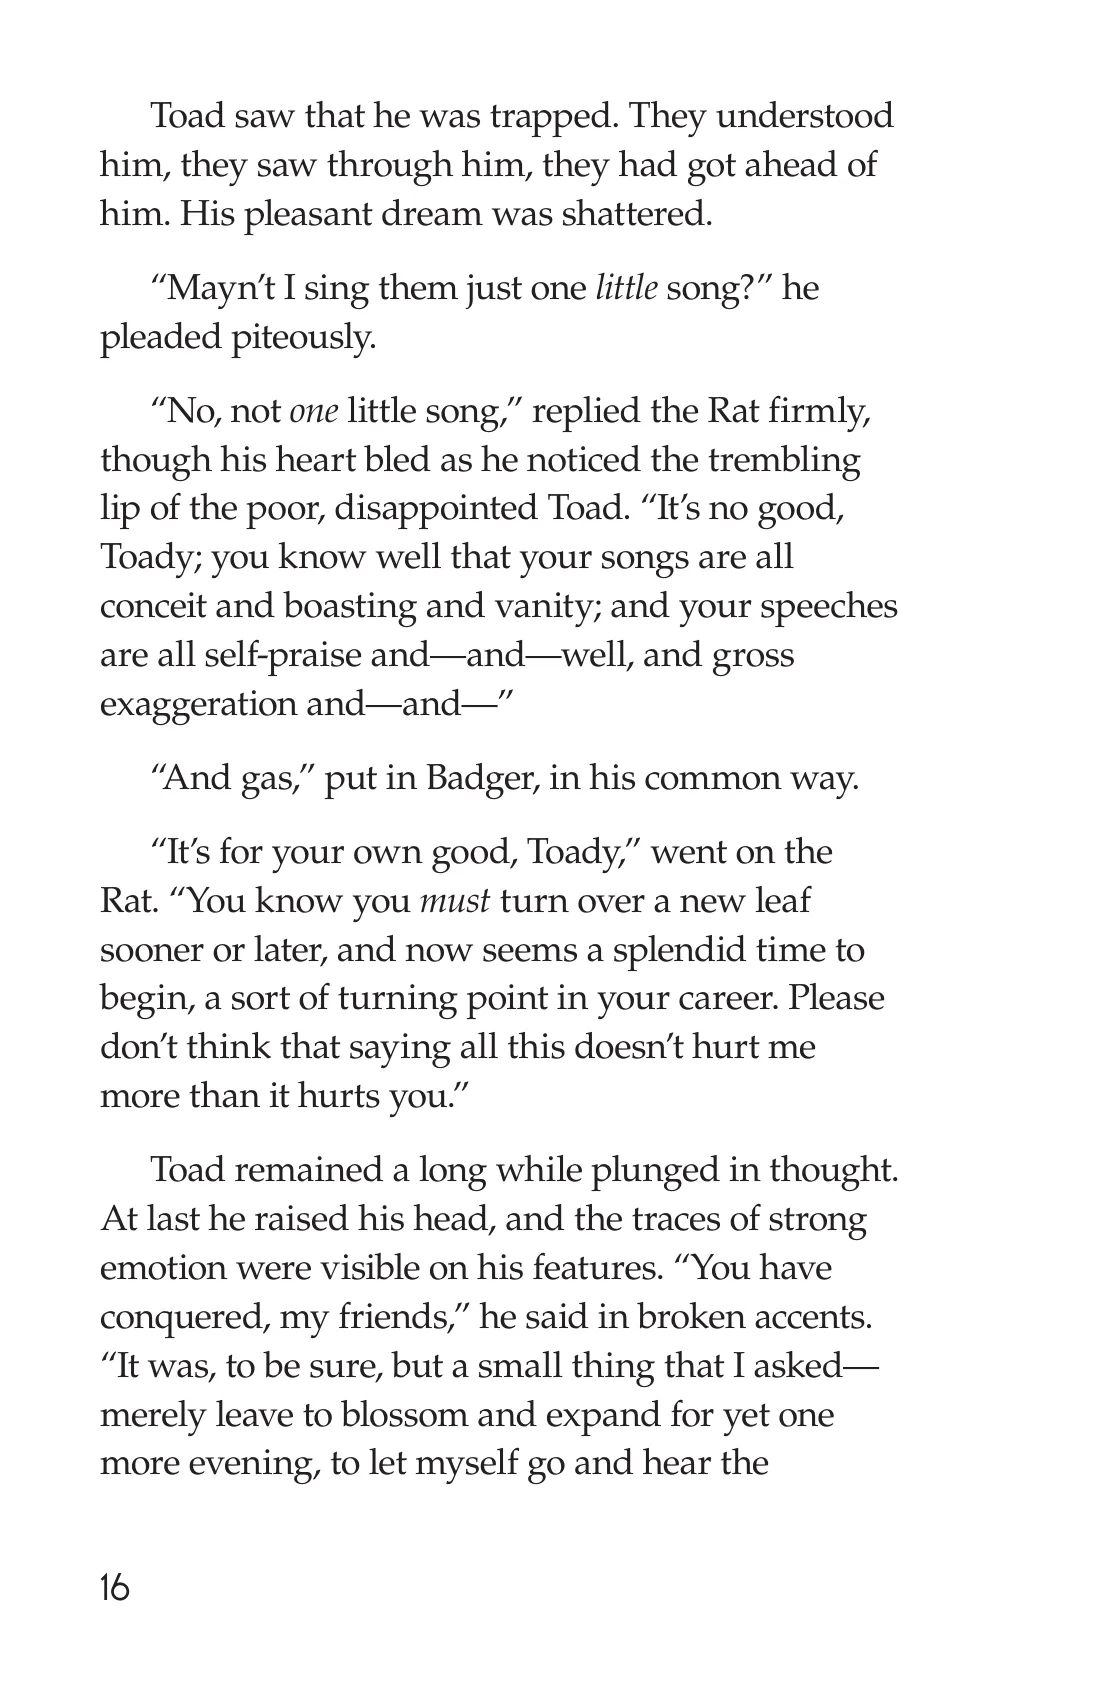 Toad saw that he was trapped. They understood
him, they saw through him, they had got ahead of
him. His pleasant dream was shattered.
“Mayn’t I sing them just one little song?” he
pleaded piteously.
“No, not one little song,” replied the Rat firmly,
though his heart bled as he noticed the trembling
lip of the poor, disappointed Toad. “It’s no good,
Toady; you know well that your songs are all
conceit and boasting and vanity; and your speeches
are all self-praise and—and—well, and gross
exaggeration and—and—”
“And gas,” put in Badger, in his common way.
“It’s for your own good, Toady,” went on the
Rat. “You know you must turn over a new leaf
sooner or later, and now seems a splendid time to
begin, a sort of turning point in your career. Please
don’t think that saying all this doesn’t hurt me
more than it hurts you.”
Toad remained a long while plunged in thought.
At last he raised his head, and the traces of strong
emotion were visible on his features. “You have
conquered, my friends,” he said in broken accents.
“It was, to be sure, but a small thing that I asked—
merely leave to blossom and expand for yet one
more evening, to let myself go and hear the
16